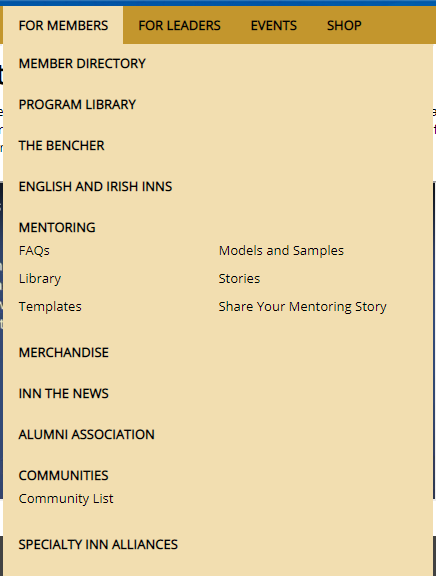 FOR MEMBERS FOR LEADERS EVENTS SHOP
MEMBER DIRECTORY
PROGRAM LIBRARY
THE BENCHER
ENGLISH AND IRISH INNS
MENTORING
FAQs Models and Samples
Library Stories
Templates Share Your Mentoring Story
MERCHANDISE
INN THE NEWS
ALUMNI ASSOCIATION
COMMUNITIES
Community List
SPECIALTY INN ALLIANCES